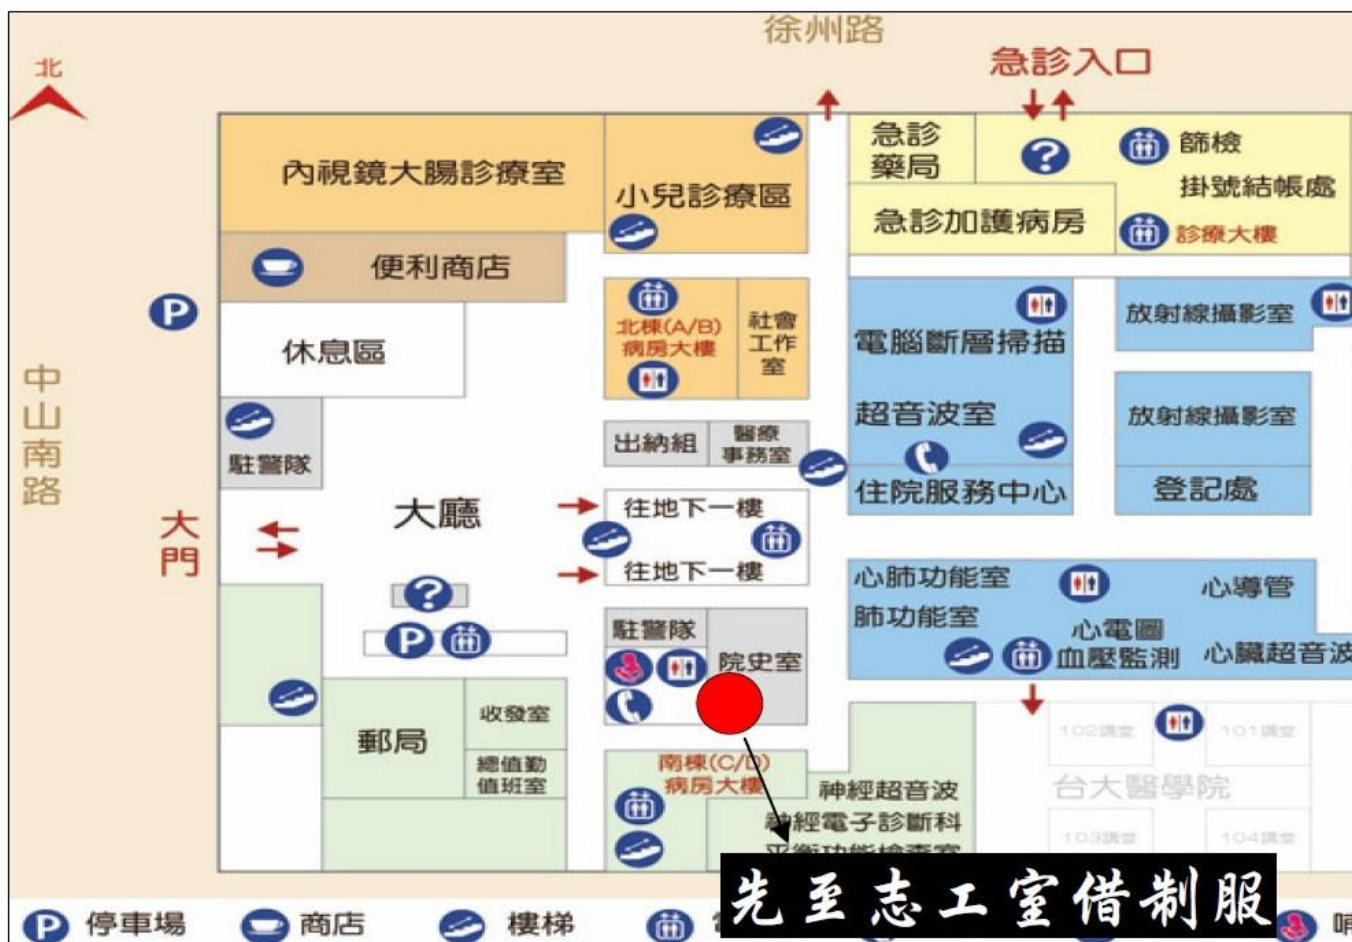 徐州路
北
急診入口
內視鏡大腸診療室
小兒診療區
急診
藥局
?
篩檢
掛號結帳處
急診加護病房
診療大樓
便利商店
P
休息區
北棟(A/B)
病房大樓
社會
工作
室
電腦斷層掃描
放射線攝影室
中山南路
駐警隊
出納組
醫療
事務室
超音波室
放射線攝影室
住院服務中心
登記處
大門
大廳
往地下一樓
往地下一樓
?
P
駐警隊
院史室
心肺功能室
肺功能室
心導管
心電圖
血壓監測
心臟超音波
郵局
收發室
總值勤
值班室
南棟(C/D)
病房大樓
神經超音波
神經電子診斷科
102講堂
101講堂
台大醫學院
103講堂
104講堂
先至志工室借制服
P 停車場
商店
樓梯